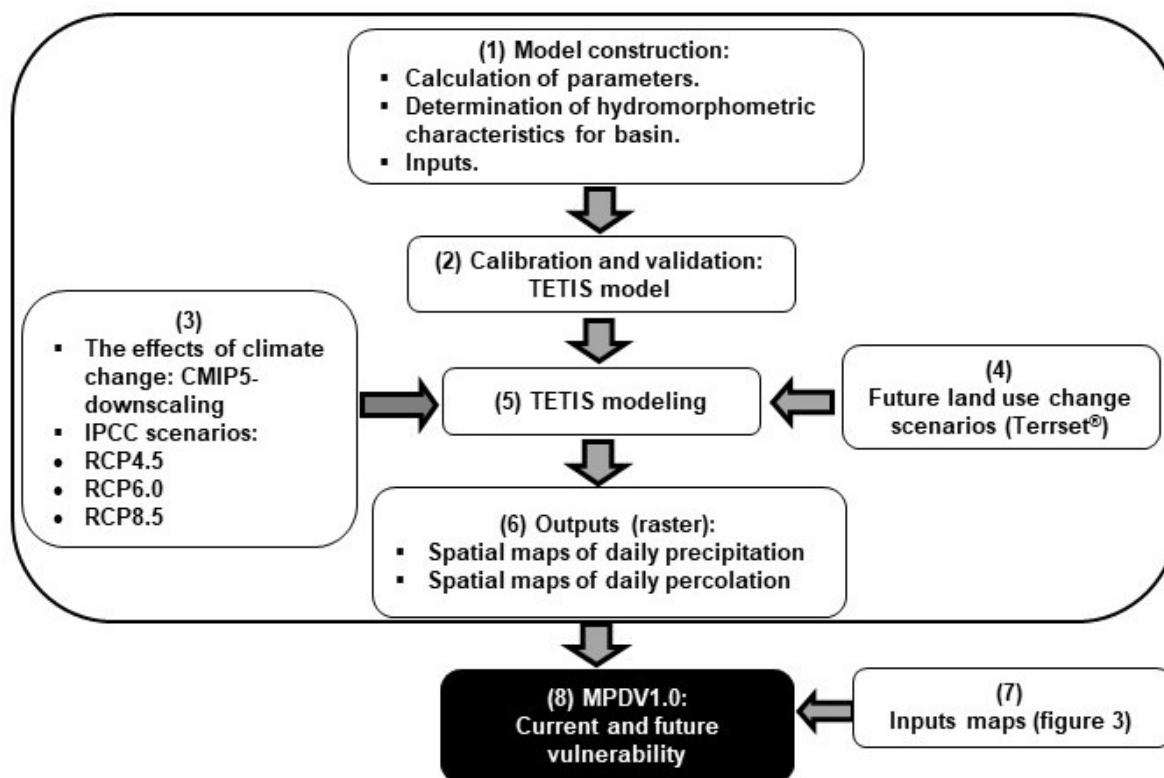 (1) Model construction:
▪ Calculation of parameters.
▪ Determination of hydromorphometric
characteristics for basin.
▪ Inputs.
(2) Calibration and validation:
TETIS model
(3)
▪ The effects of climate
change: CMIP5-
downscaling
▪ IPCC scenarios:
• RCP4.5
• RCP6.0
• RCP8.5
(4)
Future land use change
scenarios (Terrset®)
(5) TETIS modeling
(6) Outputs (raster):
▪ Spatial maps of daily precipitation
▪ Spatial maps of daily percolation
(7)
Inputs maps (figure 3)
(8) MPDV1.0:
Current and future
vulnerability